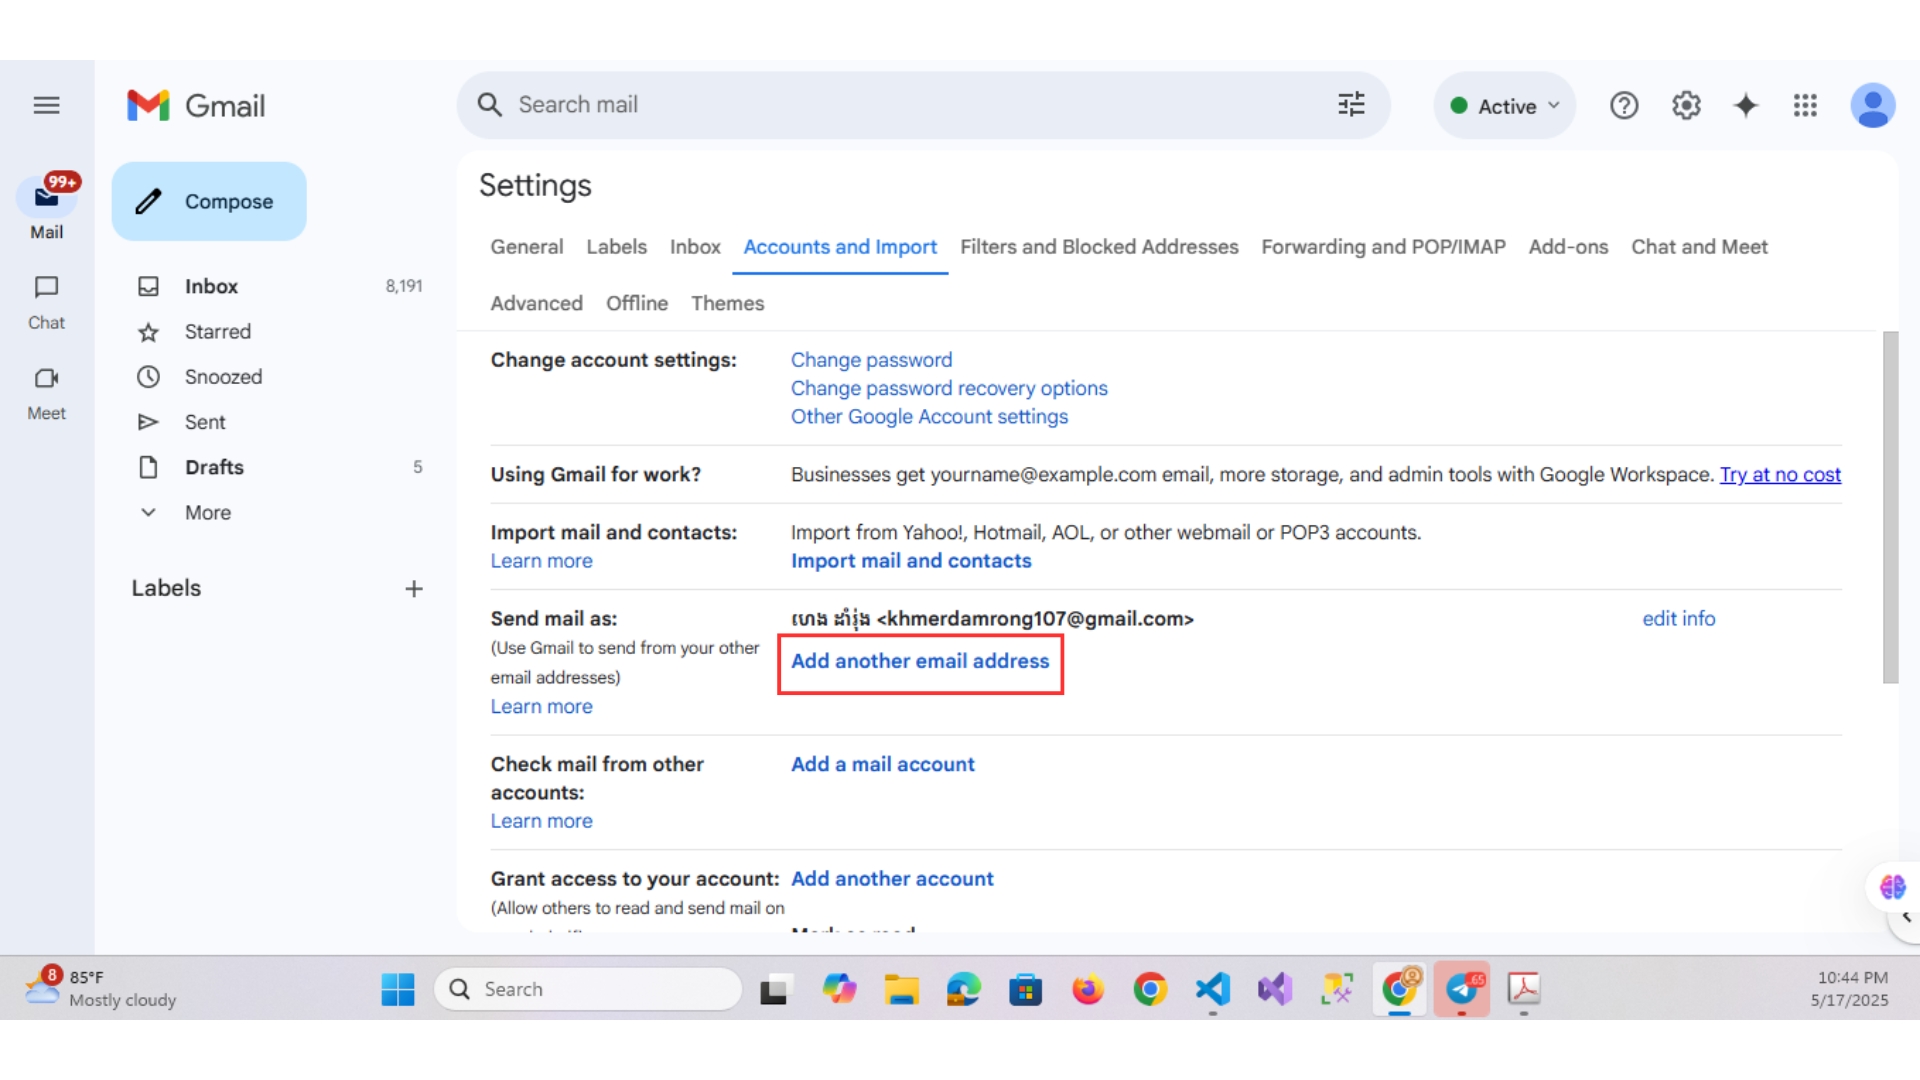 Gmail
Search mail
Active
99+
Mail
Chat
Meet
Compose
Inbox 8,191
Starred
Snoozed
Sent
Drafts 5
More
Labels
Settings
General Labels Inbox Accounts and Import Filters and Blocked Addresses Forwarding and POP/IMAP Add-ons Chat and Meet
Advanced Offline Themes
Change account settings: Change password
Change password recovery options
Other Google Account settings
Using Gmail for work? Businesses get yourname@example.com email, more storage, and admin tools with Google Workspace. Try at no cost
Import mail and contacts: Import from Yahoo!, Hotmail, AOL, or other webmail or POP3 accounts.
Learn more Import mail and contacts
Send mail as: ហេង ដារ៉ុង <khmerdamrong107@gmail.com> edit info
(Use Gmail to send from your other Add another email address
email addresses)
Learn more
Check mail from other Add a mail account
accounts:
Learn more
Grant access to your account: Add another account
(Allow others to read and send mail on
Mark as read
8 85°F
Mostly cloudy
Search
65
10:44 PM
5/17/2025